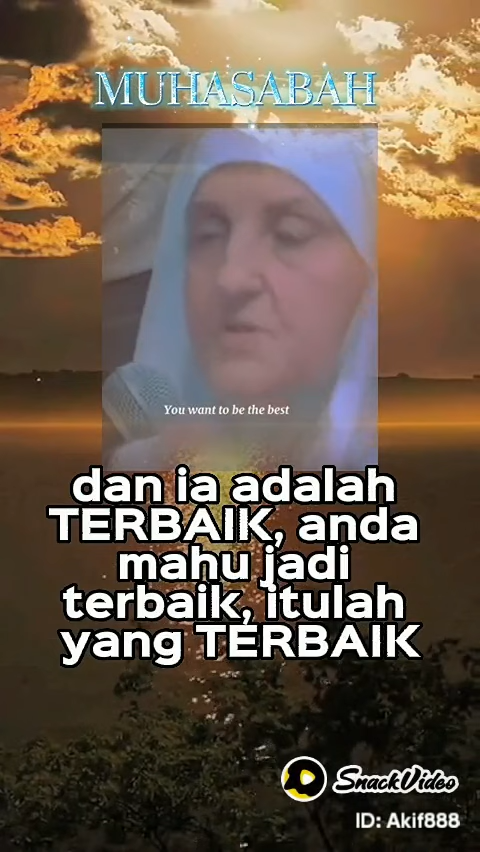 MUHASABAH
You want to be the best
dan ia adalah
TERBAIK, anda
mahu jadi
terbaik, itulah
yang TERBAIK
SnackVideo
ID: Akif888